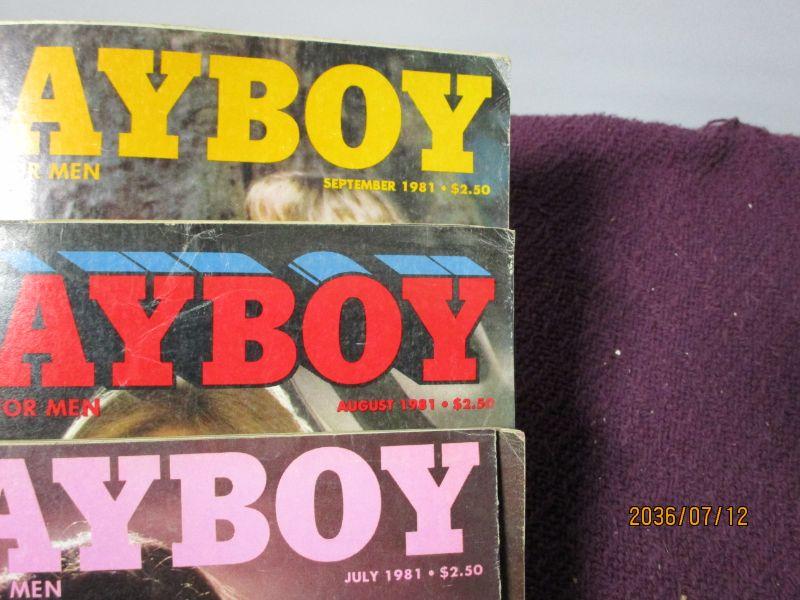 AYBOY
OR MEN
SEPTEMBER 1981 • $2.50
AYBOY
FOR MEN
AUGUST 1981 • $2.50
AYBOY
MEN
JULY 1981 • $2.50
2036/07/12